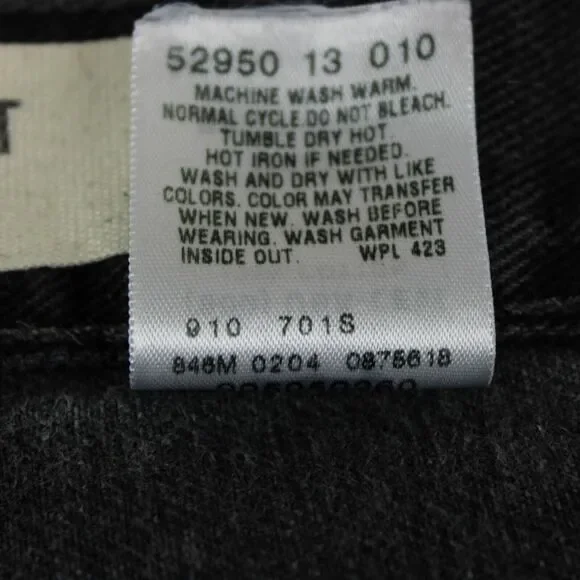 52950 13 010
MACHINE WASH WARM.
NORMAL CYCLE.DO NOT BLEACH.
TUMBLE DRY HOT.
HOT IRON IF NEEDED.
WASH AND DRY WITH LIKE
COLORS. COLOR MAY TRANSFER
WHEN NEW. WASH BEFORE
WEARING. WASH GARMENT
INSIDE OUT. WPL 423
910 701S
846M 0204 0875618